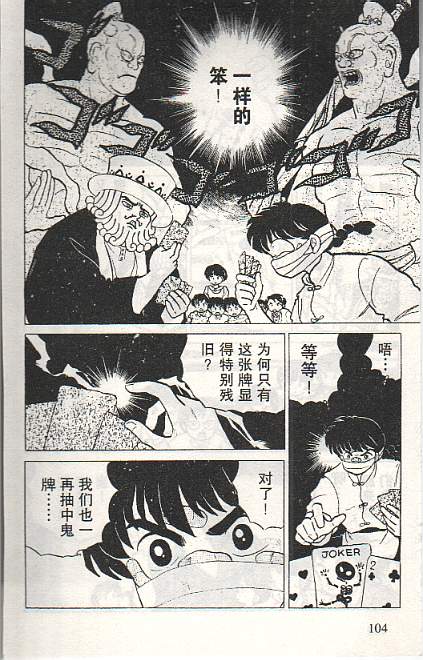 一样的
笨！
唔……
等等！
JOKER
2
为何只有
这张牌显
得特别残
旧？
对了！
我们也一
再抽中鬼
牌……
104